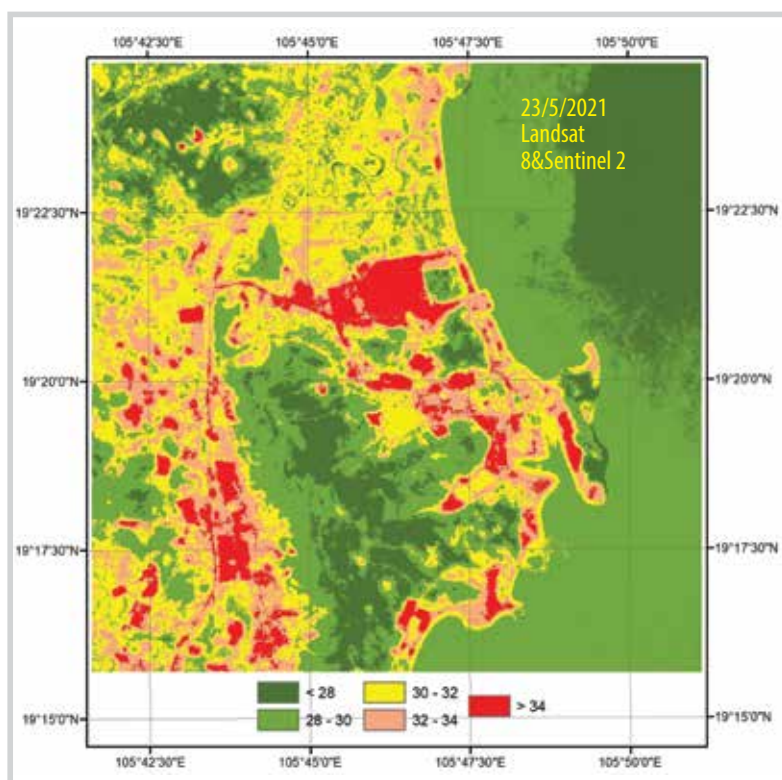 105°42'30"E 105°45'0"E 105°47'30"E 105°50'0"E
23/5/2021
Landsat
8&Sentinel 2
19°22'30"N 19°22'30"N
19°20'0"N 19°20'0"N
19°17'30"N 19°17'30"N
< 28 30 - 32 > 34
28 - 30 32 - 34
19°15'0"N 19°15'0"N
105°42'30"E 105°45'0"E 105°47'30"E 105°50'0"E